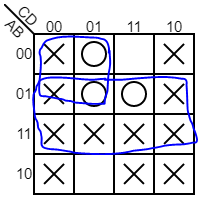 CD
AB
00 01 11 10
00 X O X
01 X O O X
11 X X X X
10 X X X